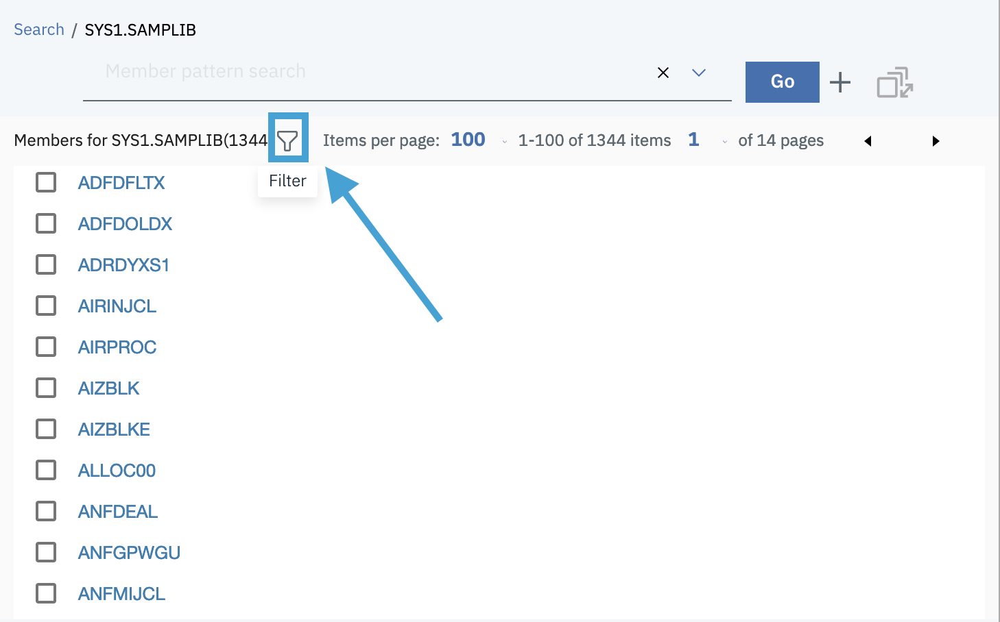 Search / SYS1.SAMPLIB
Member pattern search
Go
Members for SYS1.SAMPLIB(1344 Items per page: 100 1-100 of 1344 items 1 of 14 pages
Filter
ADFDFLTX
ADFDOLDX
ADRDYXS1
AIRINJCL
AIRPROC
AIZBLK
AIZBLKE
ALLOC00
ANFDEAL
ANFGPWGU
ANFMIJCL